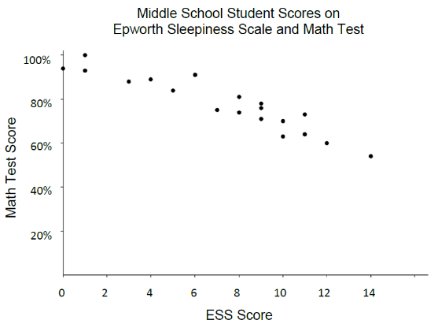 Middle School Student Scores on
Epworth Sleepiness Scale and Math Test
100%
80%
60%
40%
20%
Math Test Score
0 2 4 6 8 10 12 14
ESS Score